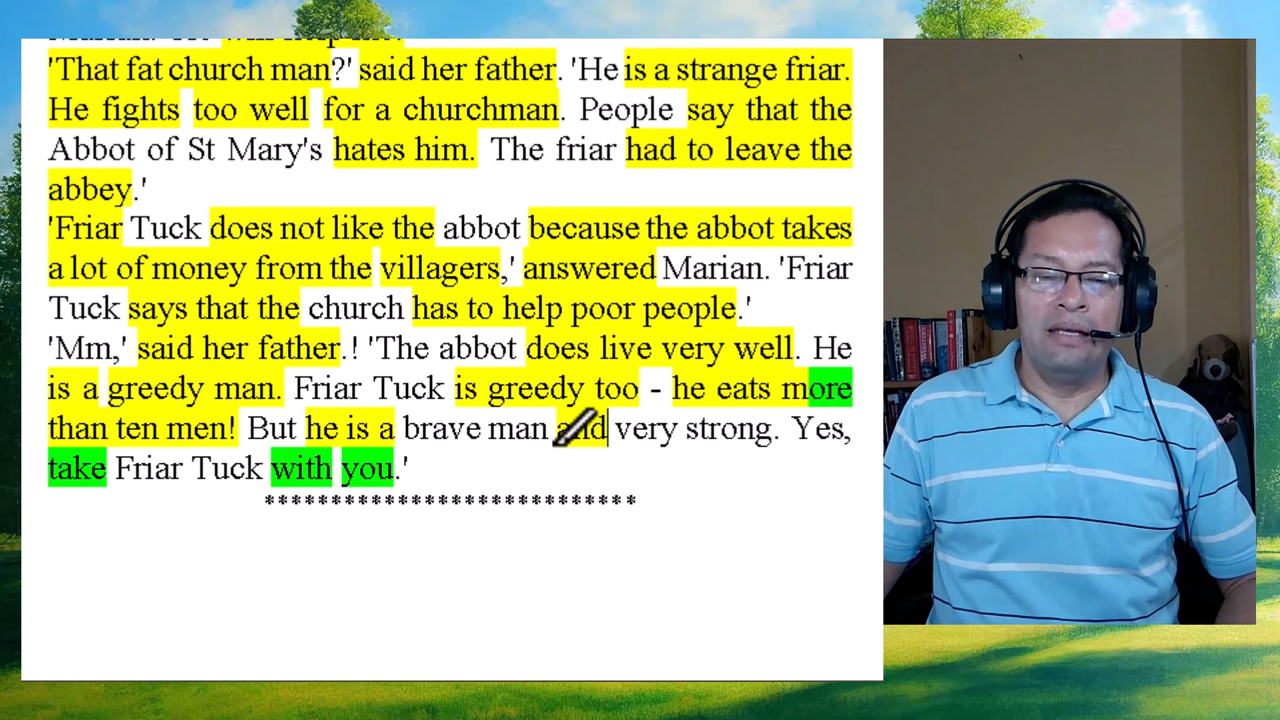 'That fat church man?' said her father. 'He is a strange friar.
He fights too well for a churchman. People say that the
Abbot of St Mary's hates him. The friar had to leave the
abbey.'
'Friar Tuck does not like the abbot because the abbot takes
a lot of money from the villagers,' answered Marian. 'Friar
Tuck says that the church has to help poor people.'
'Mm,' said her father.! 'The abbot does live very well. He
is a greedy man. Friar Tuck is greedy too - he eats more
than ten men! But he is a brave man and very strong. Yes,
take Friar Tuck with you.'
****************************